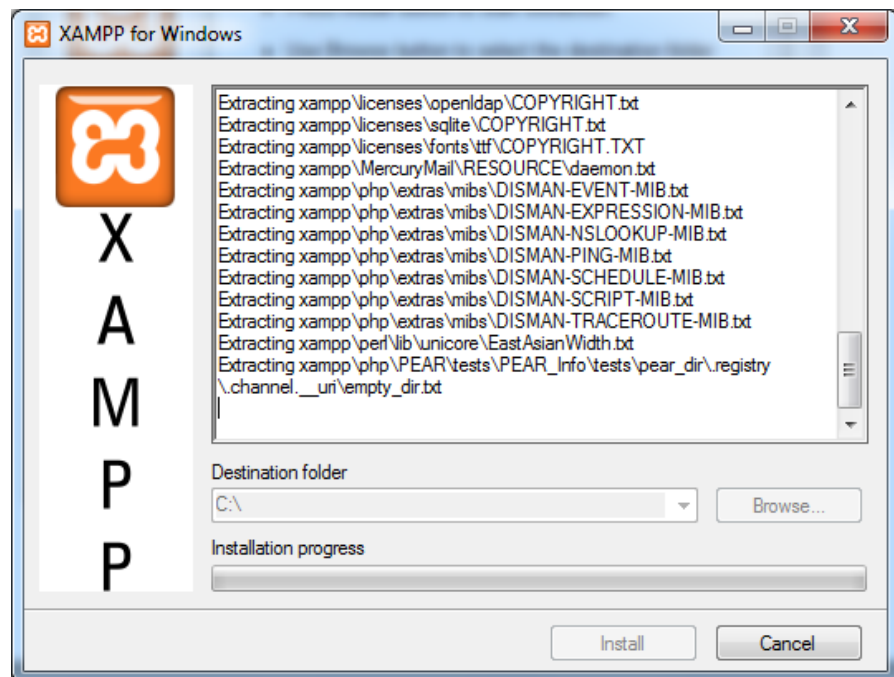 XAMPP for Windows
Extracting xampp\licenses\openldap\COPYRIGHT.txt
Extracting xampp\licenses\sqlite\COPYRIGHT.txt
Extracting xampp\licenses\fonts\ttf\COPYRIGHT.TXT
Extracting xampp\MercuryMail\RESOURCE\daemon.txt
Extracting xampp\php\extras\mibs\DISMAN-EVENT-MIB.txt
Extracting xampp\php\extras\mibs\DISMAN-EXPRESSION-MIB.txt
Extracting xampp\php\extras\mibs\DISMAN-NSLOOKUP-MIB.txt
Extracting xampp\php\extras\mibs\DISMAN-PING-MIB.txt
Extracting xampp\php\extras\mibs\DISMAN-SCHEDULE-MIB.txt
Extracting xampp\php\extras\mibs\DISMAN-SCRIPT-MIB.txt
Extracting xampp\php\extras\mibs\DISMAN-TRACEROUTE-MIB.txt
Extracting xampp\perl\lib\unicore\EastAsianWidth.txt
Extracting xampp\php\PEAR\tests\PEAR_Info\tests\pear_dir\.registry
\.channel.__uri\empty_dir.txt
X
A
M
P
P
Destination folder
C:\
Browse...
Installation progress
Install
Cancel